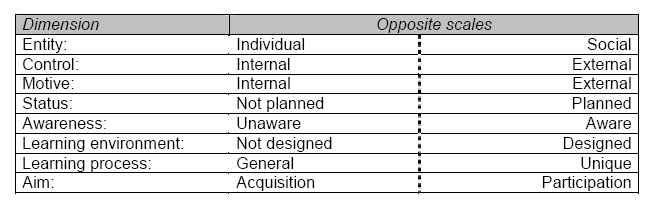 Dimension Opposite scales
Entity: Individual Social
Control: Internal External
Motive: Internal External
Status: Not planned Planned
Awareness: Unaware Aware
Learning environment: Not designed Designed
Learning process: General Unique
Aim: Acquisition Participation